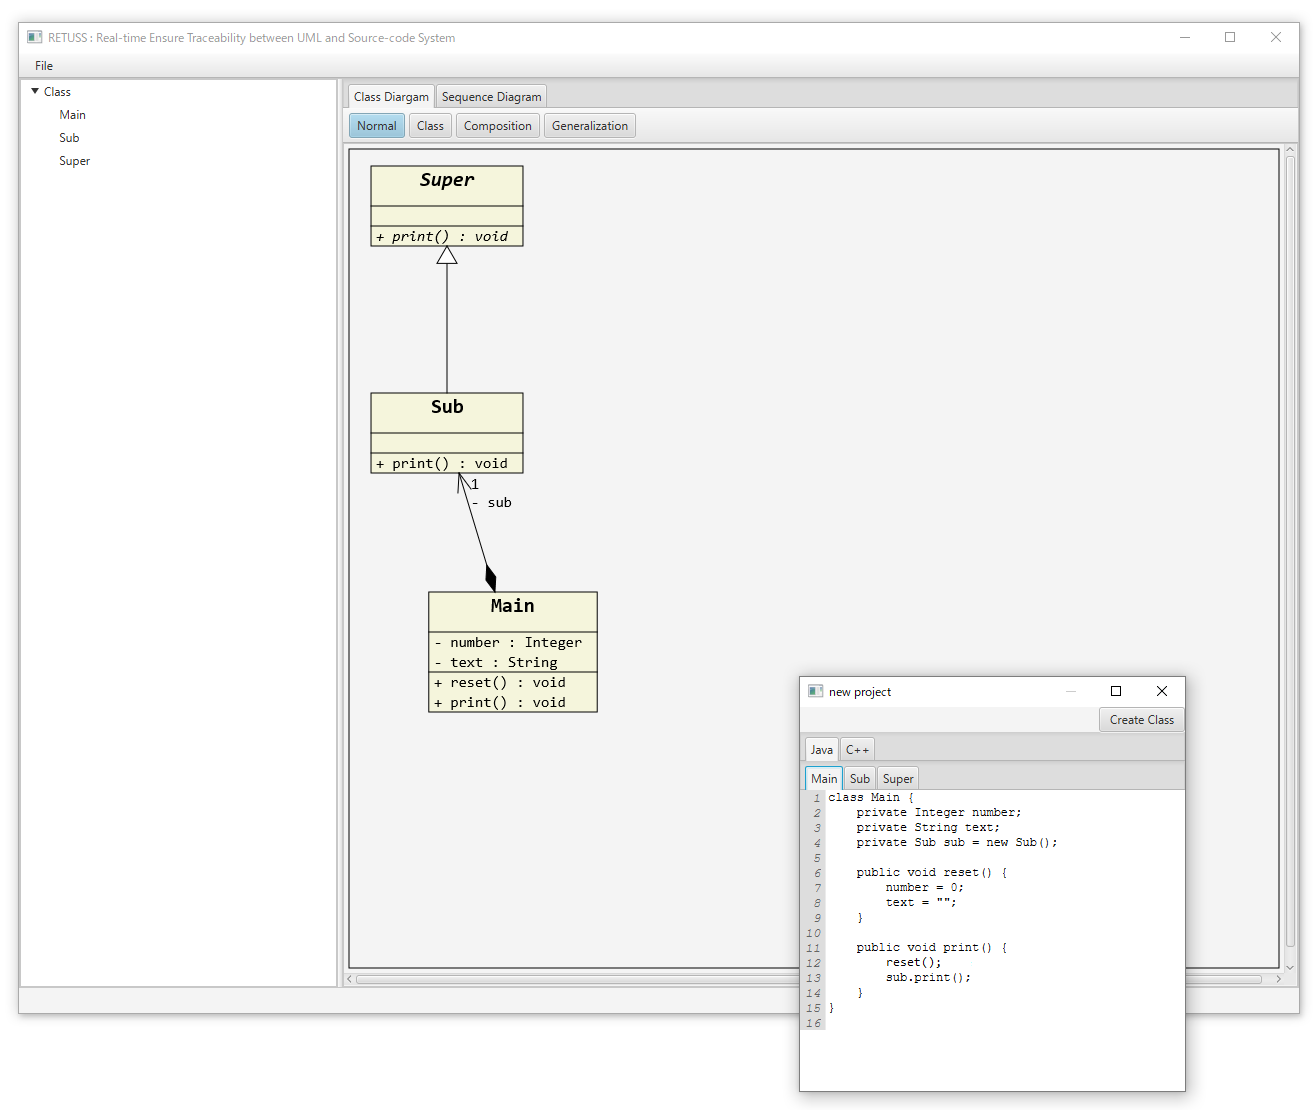 RETUSS : Real-time Ensure Traceability between UML and Source-code System
File
Class
Main
Sub
Super
Class Diargam
Sequence Diagram
Normal
Class
Composition
Generalization
Super
+ print() : void
Sub
+ print() : void
1
- sub
Main
- number : Integer
- text : String
+ reset() : void
+ print() : void
new project
Create Class
Java
C++
Main
Sub
Super
1 class Main {
2     private Integer number;
3     private String text;
4     private Sub sub = new Sub();
5
6     public void reset() {
7         number = 0;
8         text = "";
9     }
10
11     public void print() {
12         reset();
13         sub.print();
14     }
15 }
16